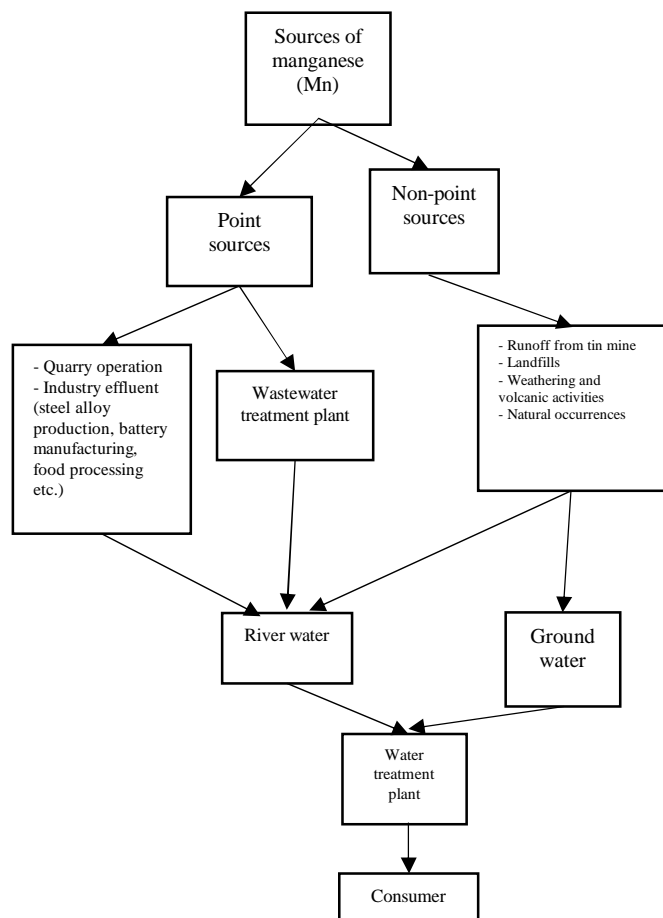 Sources of
manganese
(Mn)
Point
sources
Non-point
sources
- Quarry operation
- Industry effluent
(steel alloy
production, battery
manufacturing,
food processing
etc.)
Wastewater
treatment plant
- Runoff from tin mine
- Landfills
- Weathering and
volcanic activities
- Natural occurrences
River water
Ground
water
Water
treatment
plant
Consumer